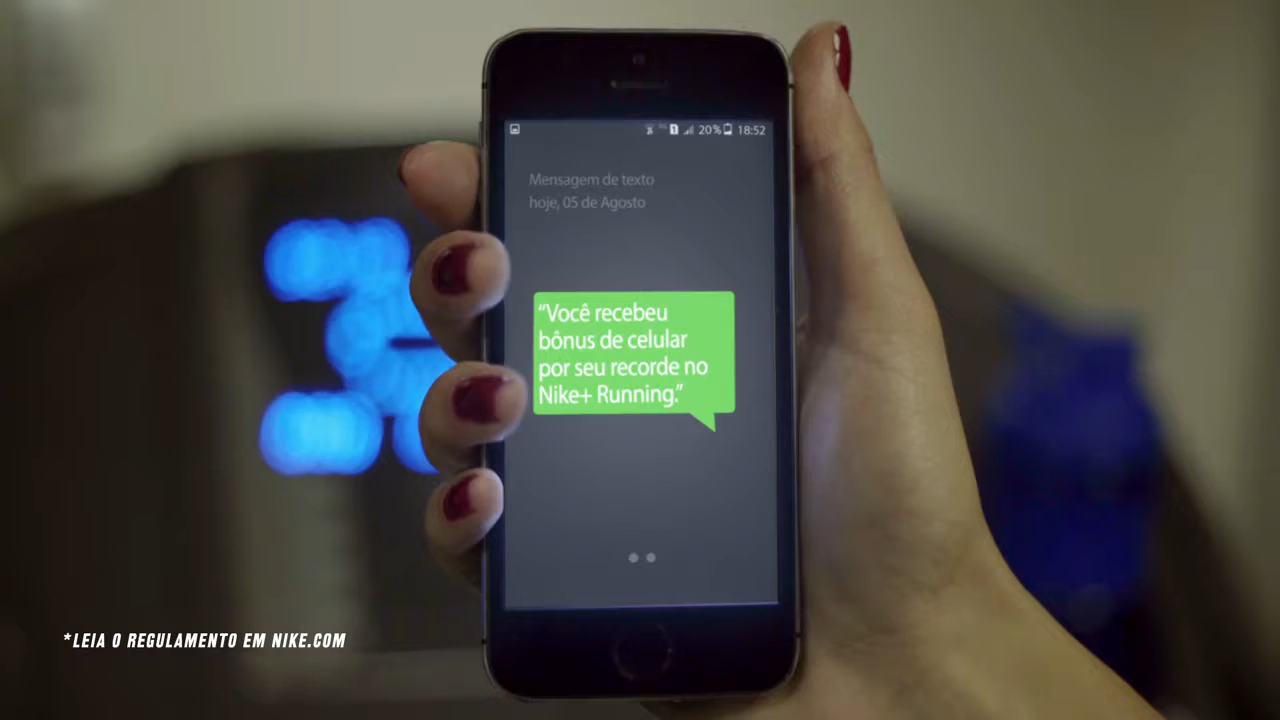 20% 18:52
Mensagem de texto
hoje, 05 de Agosto
“Você recebeu
bônus de celular
por seu recorde no
Nike+ Running.”
*LEIA O REGULAMENTO EM NIKE.COM